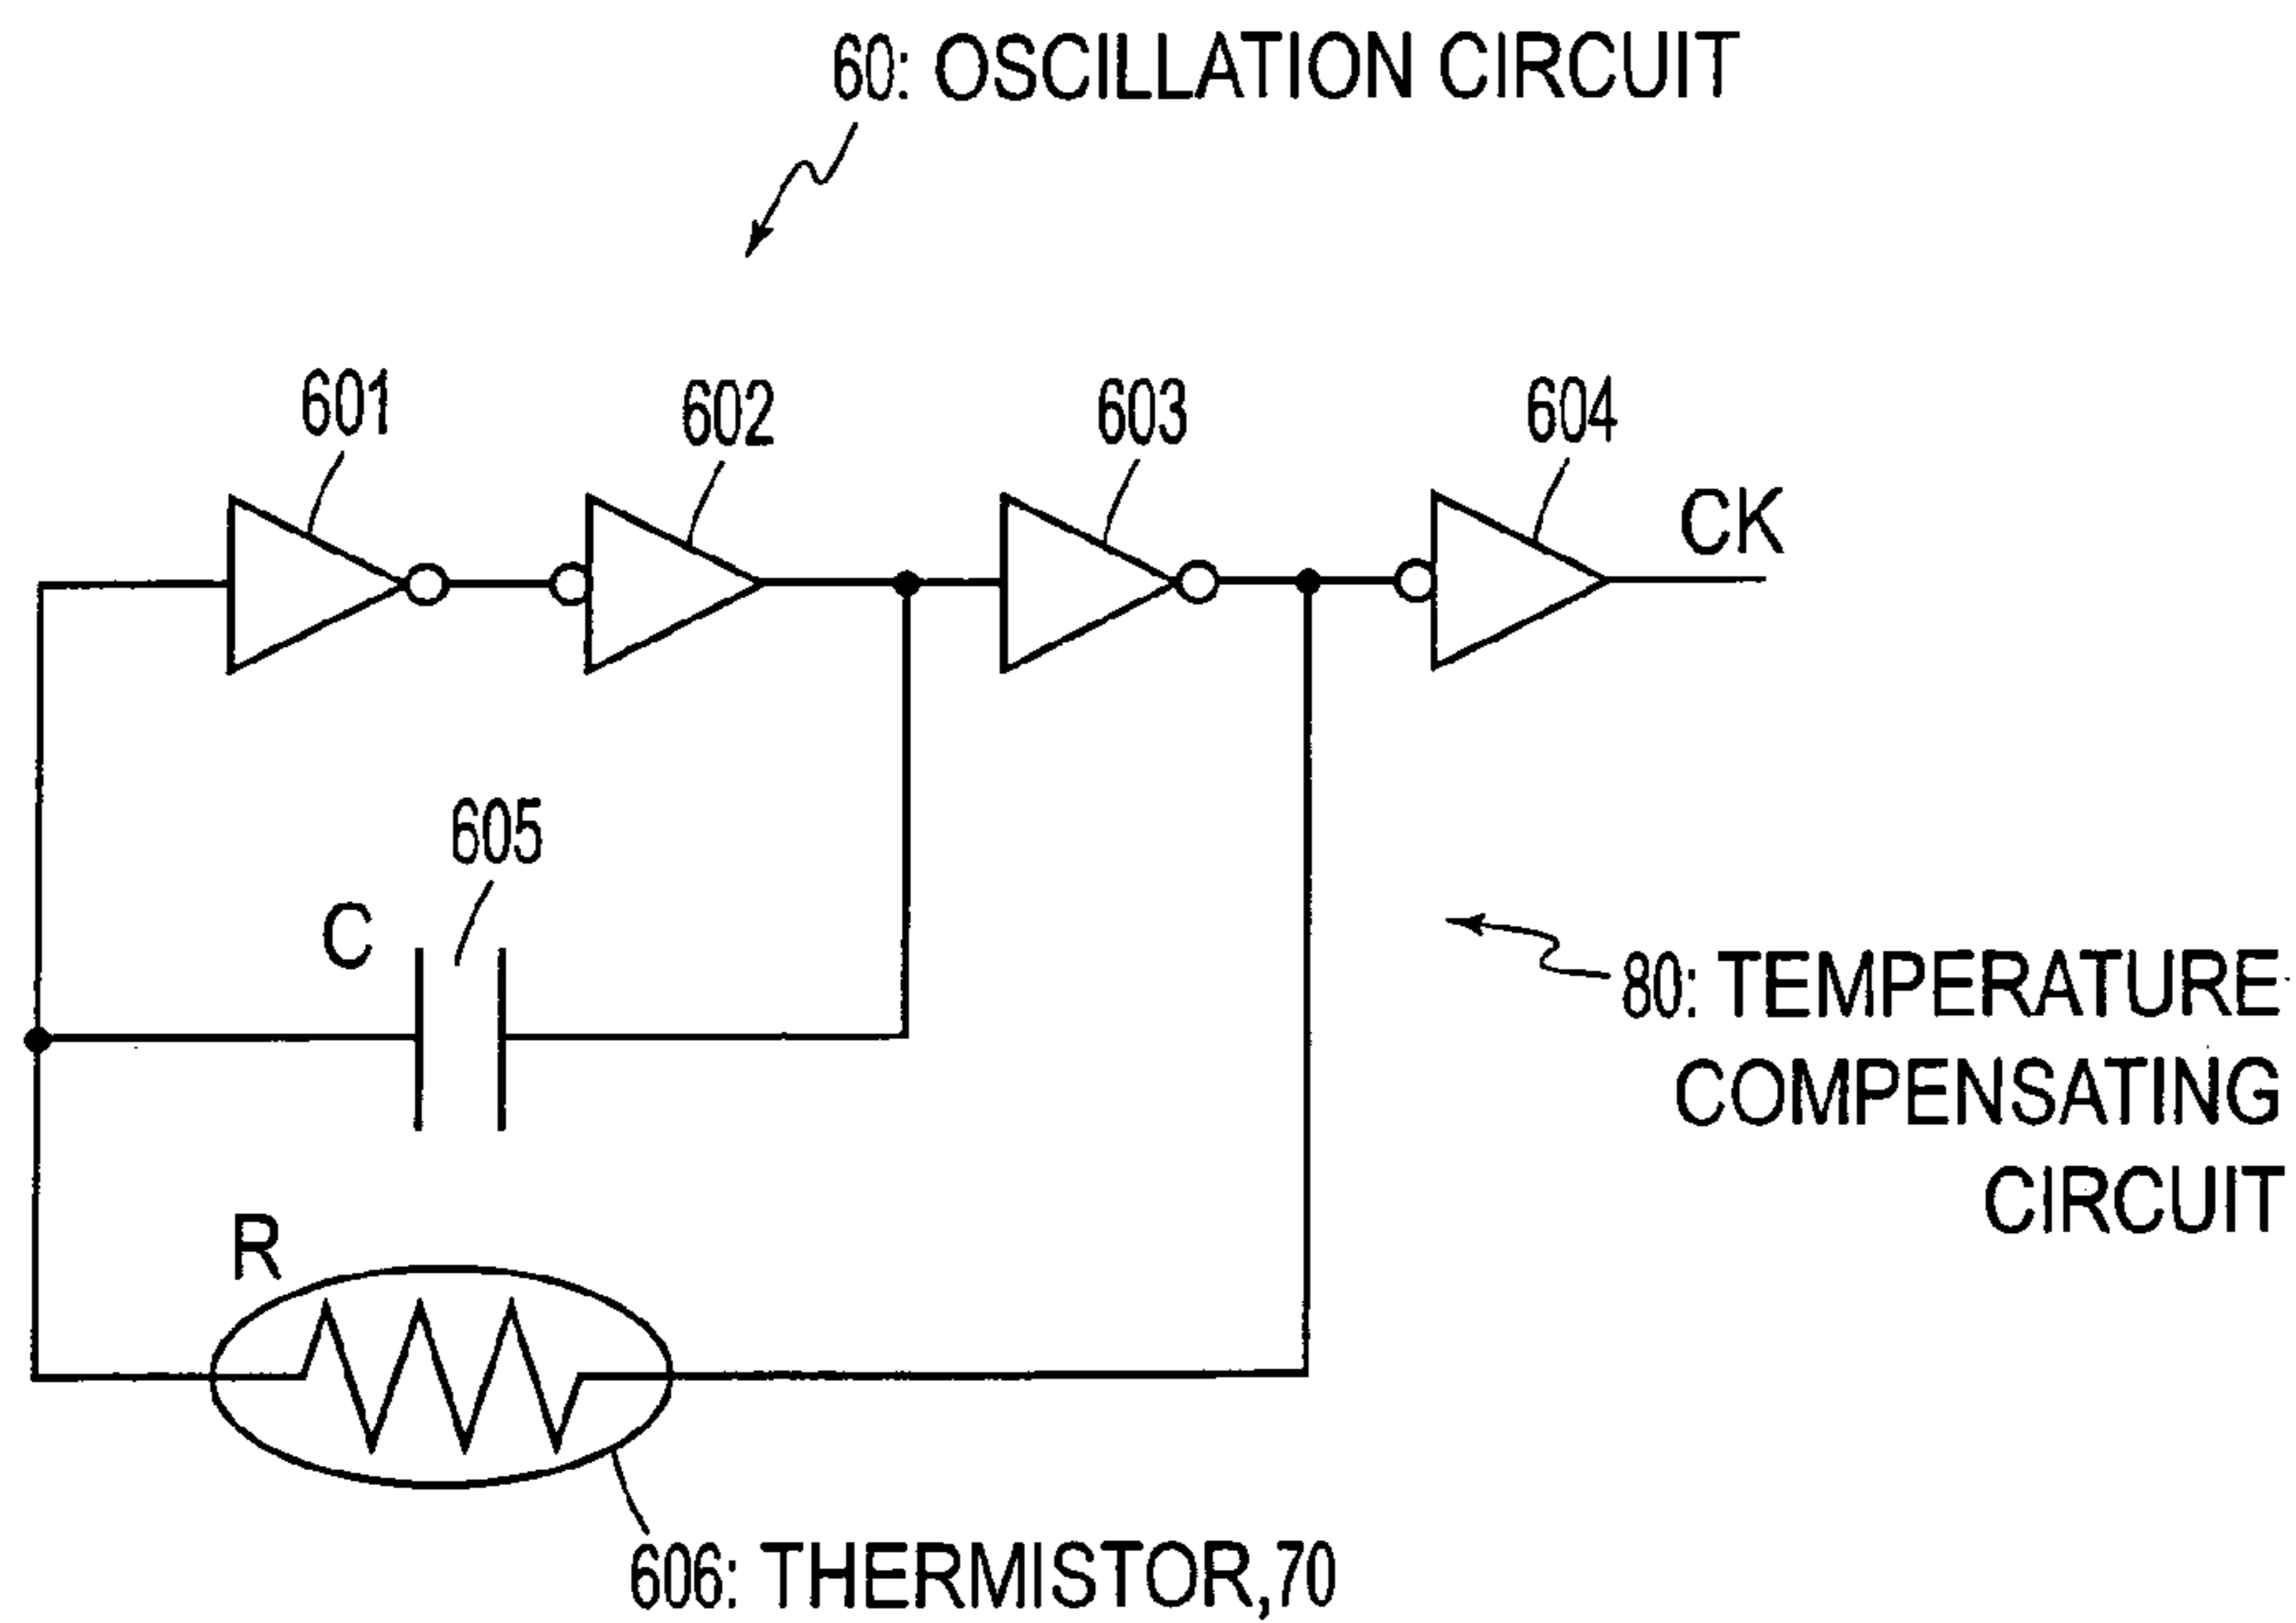 60: OSCILLATION CIRCUIT
601
602
603
604
CK
605
C
80: TEMPERATURE
COMPENSATING
CIRCUIT
R
606: THERMISTOR,70